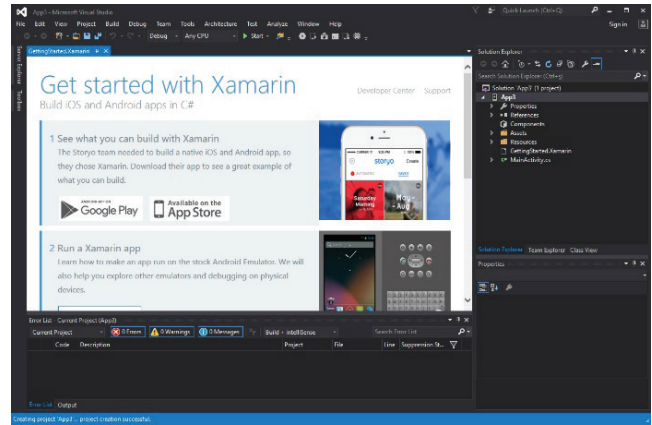 App3 - Microsoft Visual Studio
Quick Launch (Ctrl+Q)
File Edit View Project Build Debug Team Tools Architecture Test Analyze Window Help
Sign in
Debug Any CPU Start
Server Explorer
Toolbox
GettingStarted.Xamarin
Get started with Xamarin
Build iOS and Android apps in C#
Developer Center Support
1 See what you can build with Xamarin
The Storyo team needed to build a native iOS and Android app, so
they chose Xamarin. Download their app to see a great example of
what you can build.
ANDROID APP ON
Google Play
Available on the
App Store
storyo
Create
Saturday
Morning
May -
- Aug
2 Run a Xamarin app
Learn how to make an app run on the stock Android Emulator. We will
also help you explore other emulators and debugging on physical
devices.
Solution Explorer
Search Solution Explorer (Ctrl+;)
Solution 'App3' (1 project)
App3
Properties
References
Components
Assets
Resources
GettingStarted.Xamarin
MainActivity.cs
Solution Explorer Team Explorer Class View
Properties
Error List Current Project (App3)
Current Project 0 Errors 0 Warnings 0 Messages Build + IntelliSense Search Error List
Code Description Project File Line Suppression St...
Error List Output
Creating project 'App3'... project creation successful.